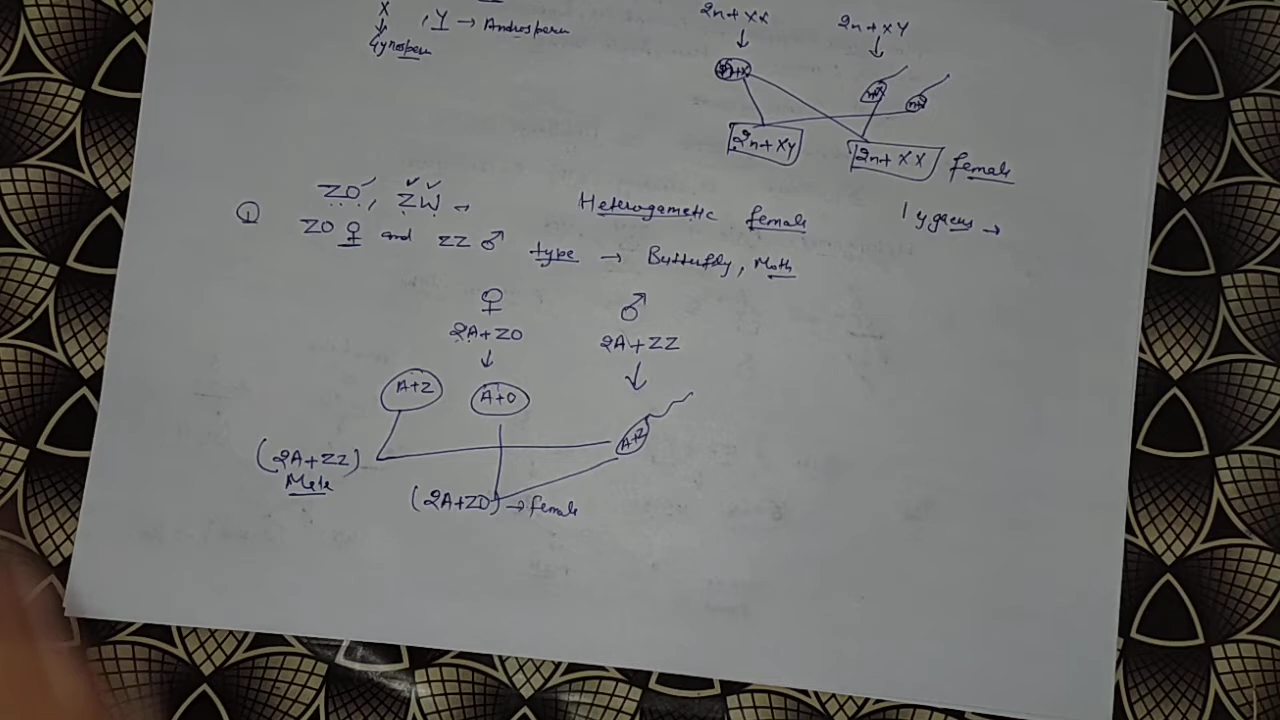 X , Y → Androsperm
↓
Gynosperm
2n+XX 2n+XY
↓ ↓
2n+XY 2n+XX female
ZO, ZW → Heterogametic female Lygaeus →
① ZO ♀ and ZZ ♂ type → Butterfly, Moth
♀ ♂
2A+ZO 2A+ZZ
↓ ↓
A+Z A+O A+Z
(2A+ZZ)
Male
(2A+ZO) → female